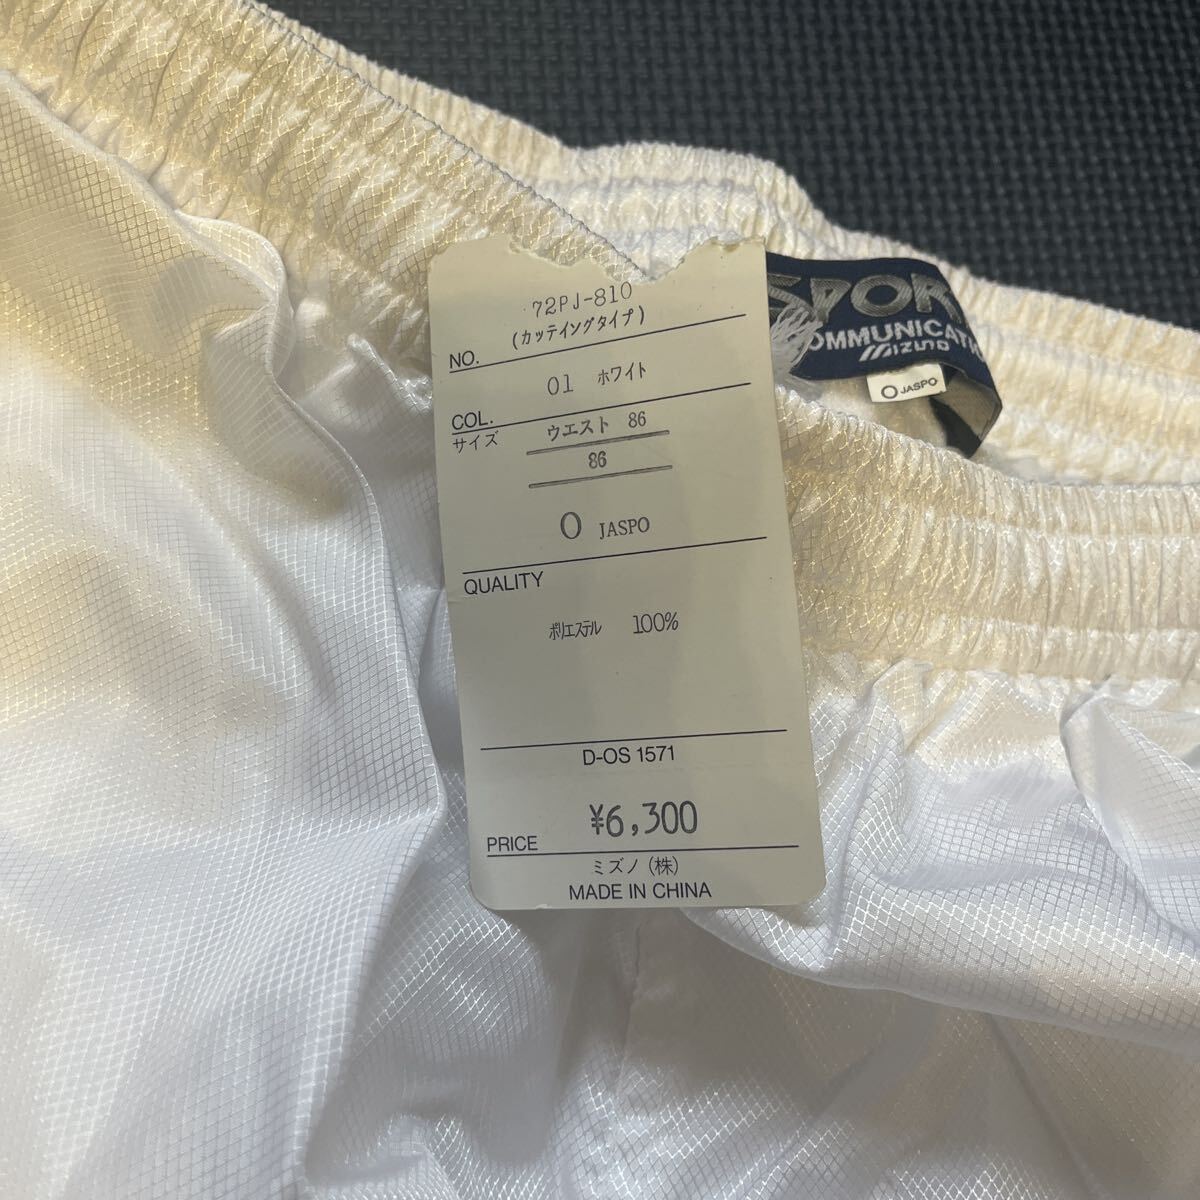 72PJ-810
(カッテイングタイプ)
NO.
01 ホワイト
COL.
サイズ ウエスト 86
86
O JASPO
QUALITY
ポリエステル 100%
D-OS 1571
¥6,300
PRICE
ミズノ (株)
MADE IN CHINA
SPOR
COMMUNICATI
MIZUNO
O JASPO